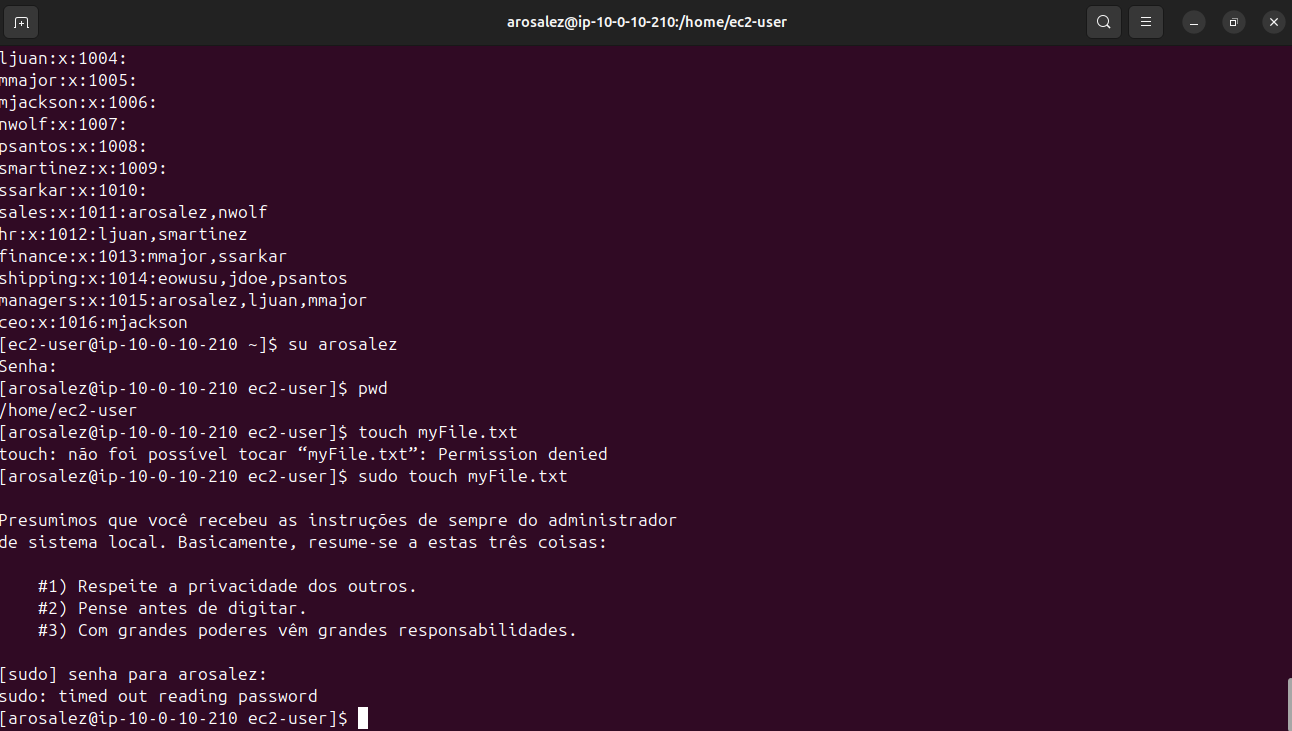 arosalez@ip-10-0-10-210:/home/ec2-user
ljuan:x:1004:
mmajor:x:1005:
mjackson:x:1006:
nwolf:x:1007:
psantos:x:1008:
smartinez:x:1009:
ssarkar:x:1010:
sales:x:1011:arosalez,nwolf
hr:x:1012:ljuan,smartinez
finance:x:1013:mmajor,ssarkar
shipping:x:1014:eowusu,jdoe,psantos
managers:x:1015:arosalez,ljuan,mmajor
ceo:x:1016:mjackson
[ec2-user@ip-10-0-10-210 ~]$ su arosalez
Senha:
[arosalez@ip-10-0-10-210 ec2-user]$ pwd
/home/ec2-user
[arosalez@ip-10-0-10-210 ec2-user]$ touch myFile.txt
touch: não foi possível tocar “myFile.txt”: Permission denied
[arosalez@ip-10-0-10-210 ec2-user]$ sudo touch myFile.txt
Presumimos que você recebeu as instruções de sempre do administrador
de sistema local. Basicamente, resume-se a estas três coisas:
#1) Respeite a privacidade dos outros.
#2) Pense antes de digitar.
#3) Com grandes poderes vêm grandes responsabilidades.
[sudo] senha para arosalez:
sudo: timed out reading password
[arosalez@ip-10-0-10-210 ec2-user]$